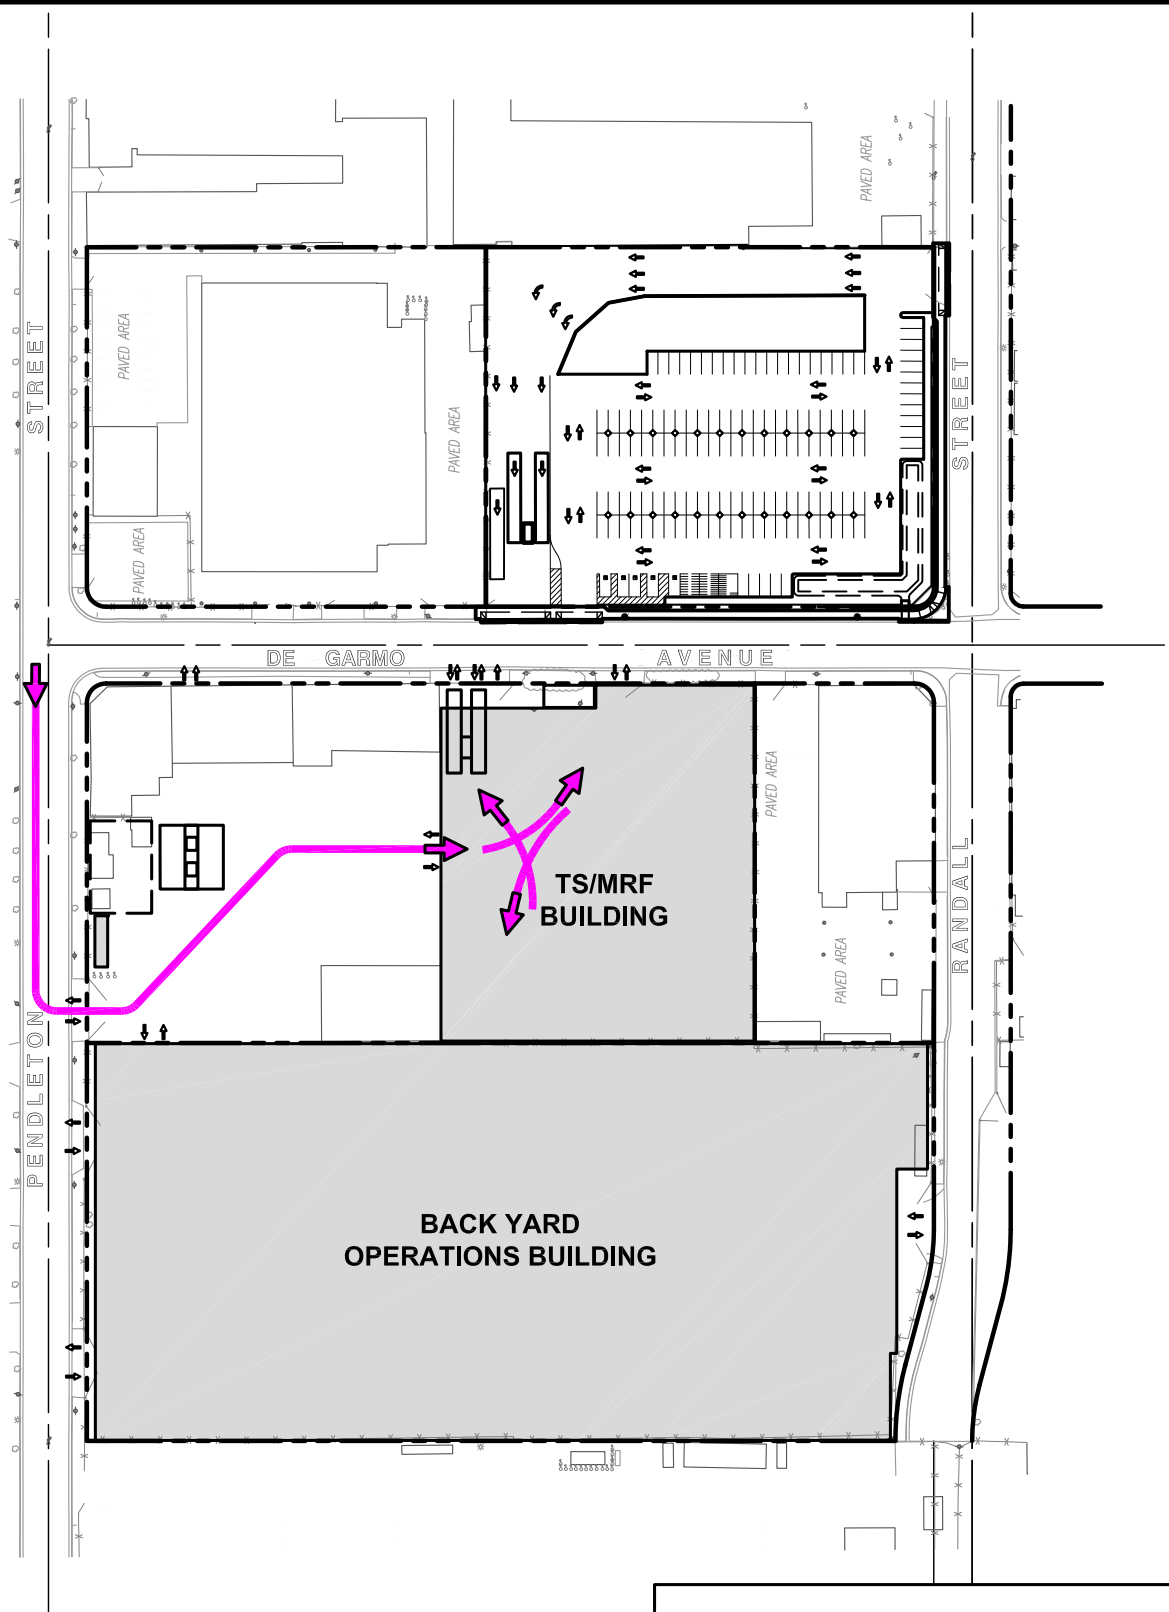 PAVED AREA
STREET
PAVED AREA
PAVED AREA
STREET
PAVED AREA
DE GARMO AVENUE
PAVED AREA
TS/MRF
BUILDING
RANDALL
PAVED AREA
PENDLETON
BACK YARD
OPERATIONS BUILDING